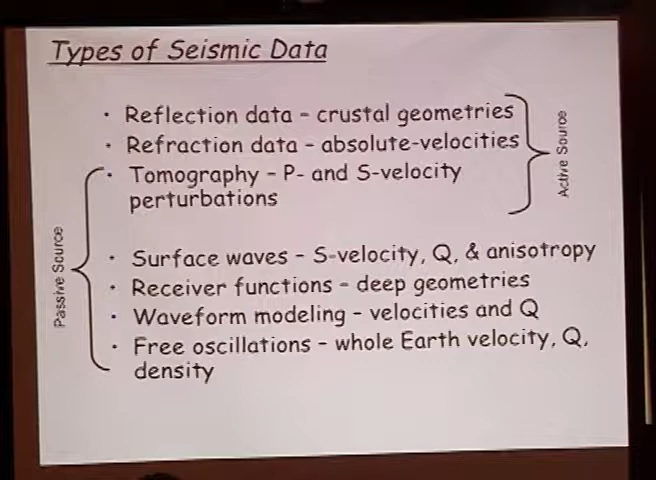 Types of Seismic Data
· Reflection data - crustal geometries
· Refraction data - absolute-velocities
· Tomography - P- and S-velocity
perturbations
Active Source
Passive Source
· Surface waves - S-velocity, Q, & anisotropy
· Receiver functions - deep geometries
· Waveform modeling - velocities and Q
· Free oscillations - whole Earth velocity, Q,
density